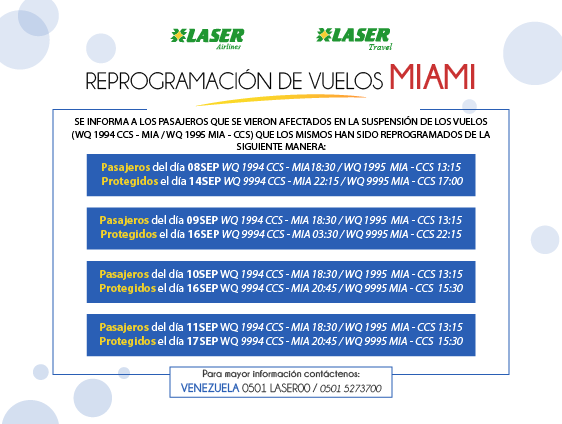 LASER LASER
Airlines Travel
REPROGRAMACIÓN DE VUELOS MIAMI
SE INFORMA A LOS PASAJEROS QUE SE VIERON AFECTADOS EN LA SUSPENSIÓN DE LOS VUELOS
(WQ 1994 CCS - MIA / WQ 1995 MIA - CCS) QUE LOS MISMOS HAN SIDO REPROGRAMADOS DE LA
SIGUIENTE MANERA:
Pasajeros del día 08SEP WQ 1994 CCS - MIA18:30 / WQ 1995 MIA - CCS 13:15
Protegidos el día 14SEP WQ 9994 CCS - MIA 22:15 / WQ 9995 MIA - CCS 17:00
Pasajeros del día 09SEP WQ 1994 CCS - MIA 18:30 / WQ 1995 MIA - CCS 13:15
Protegidos el día 16SEP WQ 9994 CCS - MIA 03:30 / WQ 9995 MIA - CCS 22:15
Pasajeros del día 10SEP WQ 1994 CCS - MIA 18:30 / WQ 1995 MIA - CCS 13:15
Protegidos el día 16SEP WQ 9994 CCS - MIA 20:45 / WQ 9995 MIA - CCS 15:30
Pasajeros del día 11SEP WQ 1994 CCS - MIA 18:30 / WQ 1995 MIA - CCS 13:15
Protegidos el día 17SEP WQ 9994 CCS - MIA 20:45 / WQ 9995 MIA - CCS 15:30
Para mayor información contáctenos:
VENEZUELA 0501 LASER00 / 0501 5273700